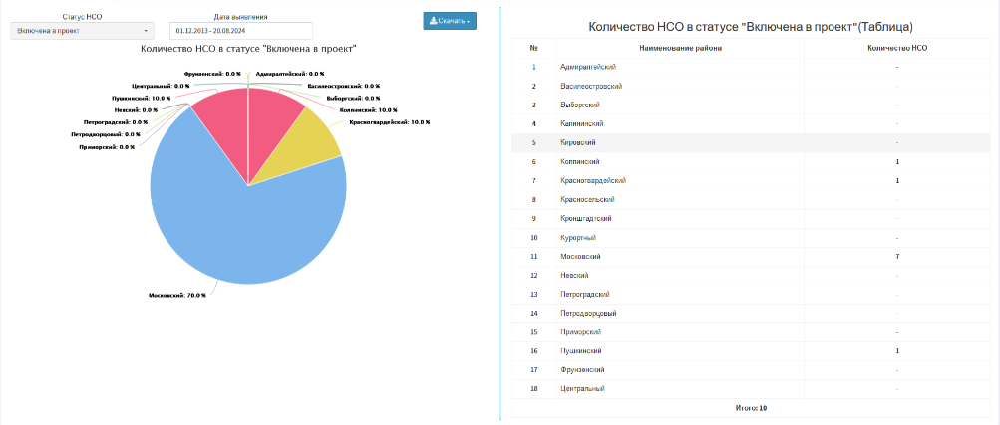 Статус НСО
Дата выявления
Включена в проект
01.12.2013 - 20.08.2024
Скачать
Количество НСО в статусе "Включена в проект"
Фрунзенский: 0.0 %
Адмиралтейский: 0.0 %
Центральный: 0.0 %
Василеостровский: 0.0 %
Пушкинский: 10.0 %
Выборгский: 0.0 %
Невский: 0.0 %
Колпинский: 10.0 %
Петроградский: 0.0 %
Красногвардейский: 10.0 %
Петродворцовый: 0.0 %
Приморский: 0.0 %
Московский: 70.0 %
Количество НСО в статусе "Включена в проект"(Таблица)
№ Наименование района Количество НСО
1 Адмиралтейский -
2 Василеостровский -
3 Выборгский -
4 Калининский -
5 Кировский -
6 Колпинский 1
7 Красногвардейский 1
8 Красносельский -
9 Кронштадтский -
10 Курортный -
11 Московский 7
12 Невский -
13 Петроградский -
14 Петродворцовый -
15 Приморский -
16 Пушкинский 1
17 Фрунзенский -
18 Центральный -
Итого: 10